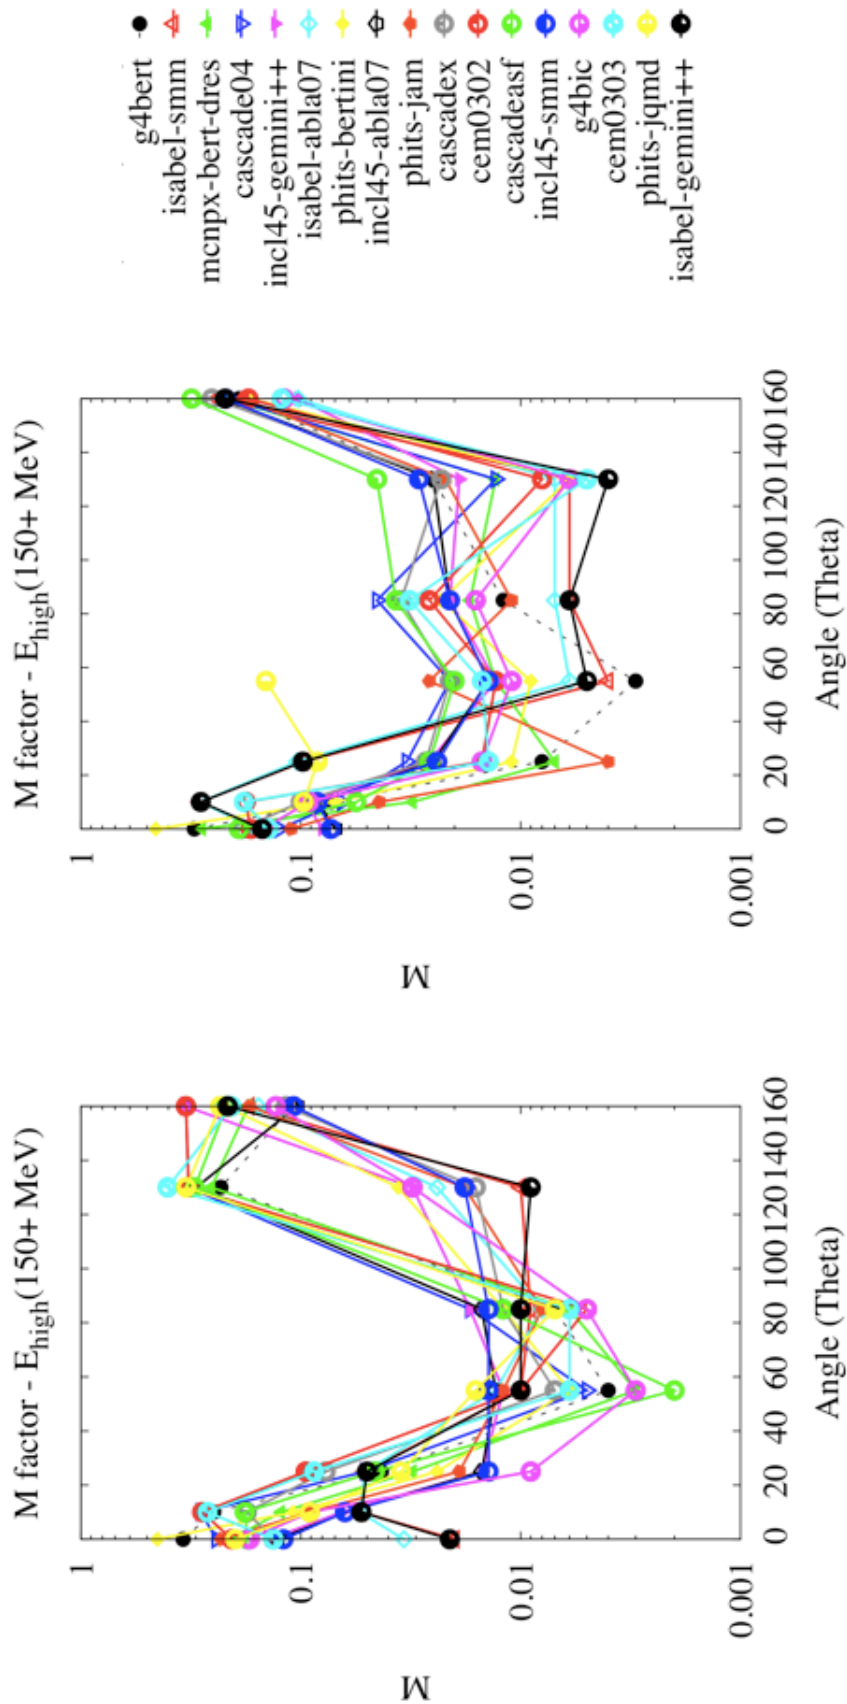 M factor - Ehigh(150+ MeV)
M
1
0.1
0.01
0.001
0 20 40 60 80 100 120 140 160
Angle (Theta)
M factor - Ehigh(150+ MeV)
M
1
0.1
0.01
0.001
0 20 40 60 80 100 120 140 160
Angle (Theta)
g4bert
isabel-smm
mcnpx-bert-dres
cascade04
incl45-gemini++
isabel-abla07
phits-bertini
incl45-abla07
phits-jam
cascadex
cem0302
cascadeasf
incl45-smm
g4bic
cem0303
phits-jqmd
isabel-gemini++